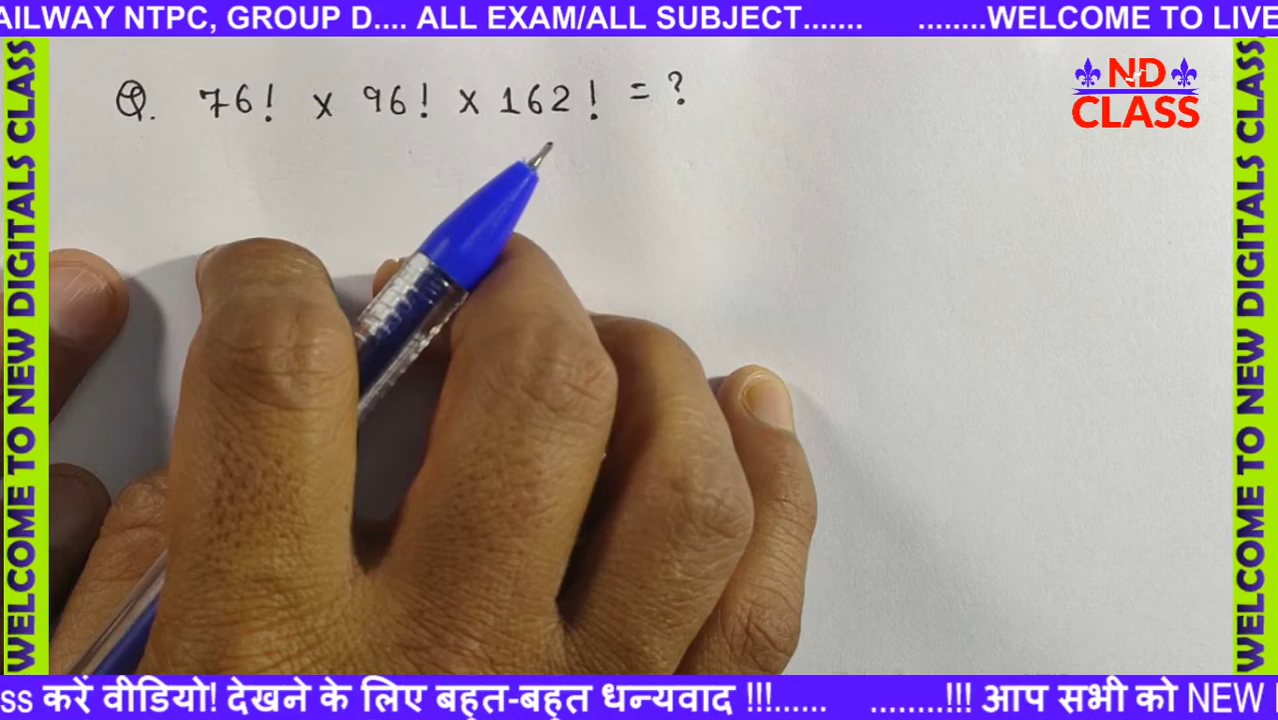 AILWAY NTPC, GROUP D.... ALL EXAM/ALL SUBJECT....... ........WELCOME TO LIVE
WELCOME TO NEW DIGITALS CLASS
Q. 76! x 96! x 162! = ?
ND
CLASS
WELCOME TO NEW DIGITALS CLASS
ss करें वीडियो! देखने के लिए बहुत-बहुत धन्यवाद !!!...... ........!!! आप सभी को NEW